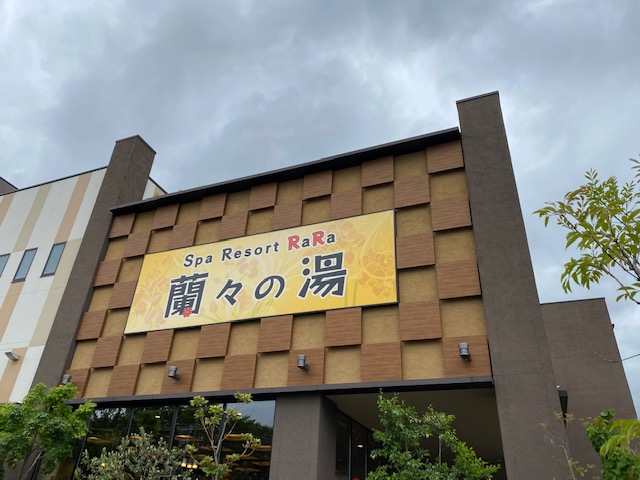 Spa Resort RaRa
蘭々の湯